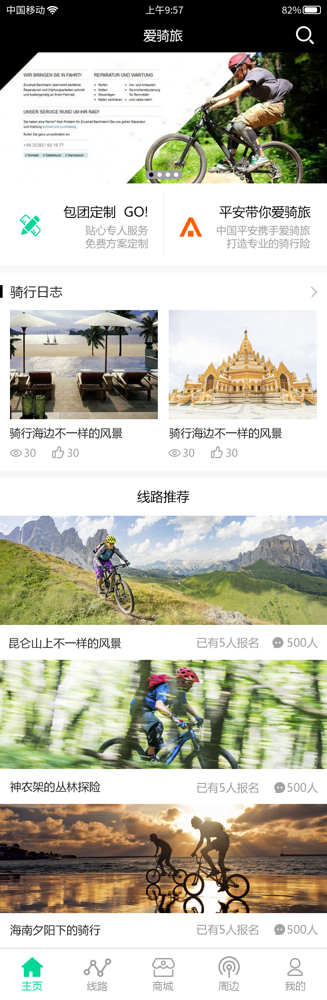 中国移动
上午9:57
82%
爱骑旅
WIR BRINGEN SIE IN FAHRT!
Zweirad Bachmann übernimmt sämtliche
Reparaturen und Wartungsarbeiten schnell
und kostengünstig an Ihrem Fahrrad.
REPARATUR UND WARTUNG
Reifen
Ketten
Steuerlager
Räder zentrieren
Um- und Anbauten
Gewichtsreduzierung
für Rennräder
und vieles mehr!
UNSER SERVICE RUND UM IHR RAD!
Sie haben eine Panne? Kein Problem für Zweirad Bachmann! Bei uns gehen Reparatur
und Wartung schnell und zuverlässig.
Rufen Sie ganz unverbindlich an:
+49 35383 / 60 18 77
// Kontakt // Gästebuch // Impressum
包团定制 GO!
贴心专人服务
免费方案定制
平安带你爱骑旅
中国平安携手爱骑旅
打造专业的骑行险
骑行日志
骑行海边不一样的风景
30 30
骑行海边不一样的风景
30 30
线路推荐
www.oberschneider.com
昆仑山上不一样的风景
已有5人报名 500人
神农架的丛林探险
已有5人报名 500人
海南夕阳下的骑行
已有5人报名 500人
主页
线路
商城
周边
我的